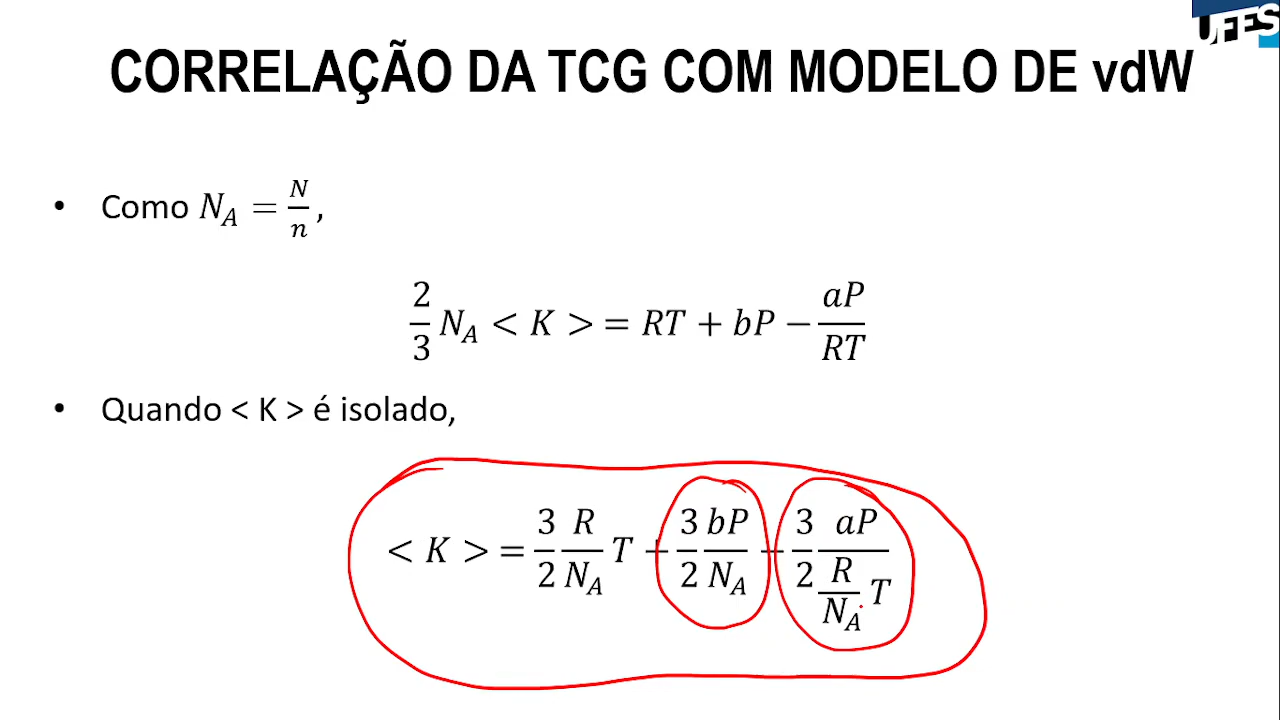 UFES
CORRELAÇÃO DA TCG COM MODELO DE vdW
• Como N_A = N/n,
2/3 N_A < K > = RT + bP − aP/RT
• Quando < K > é isolado,
< K > = 3/2 R/N_A T + 3/2 bP/N_A − 3/2 aP/(R/N_A T)